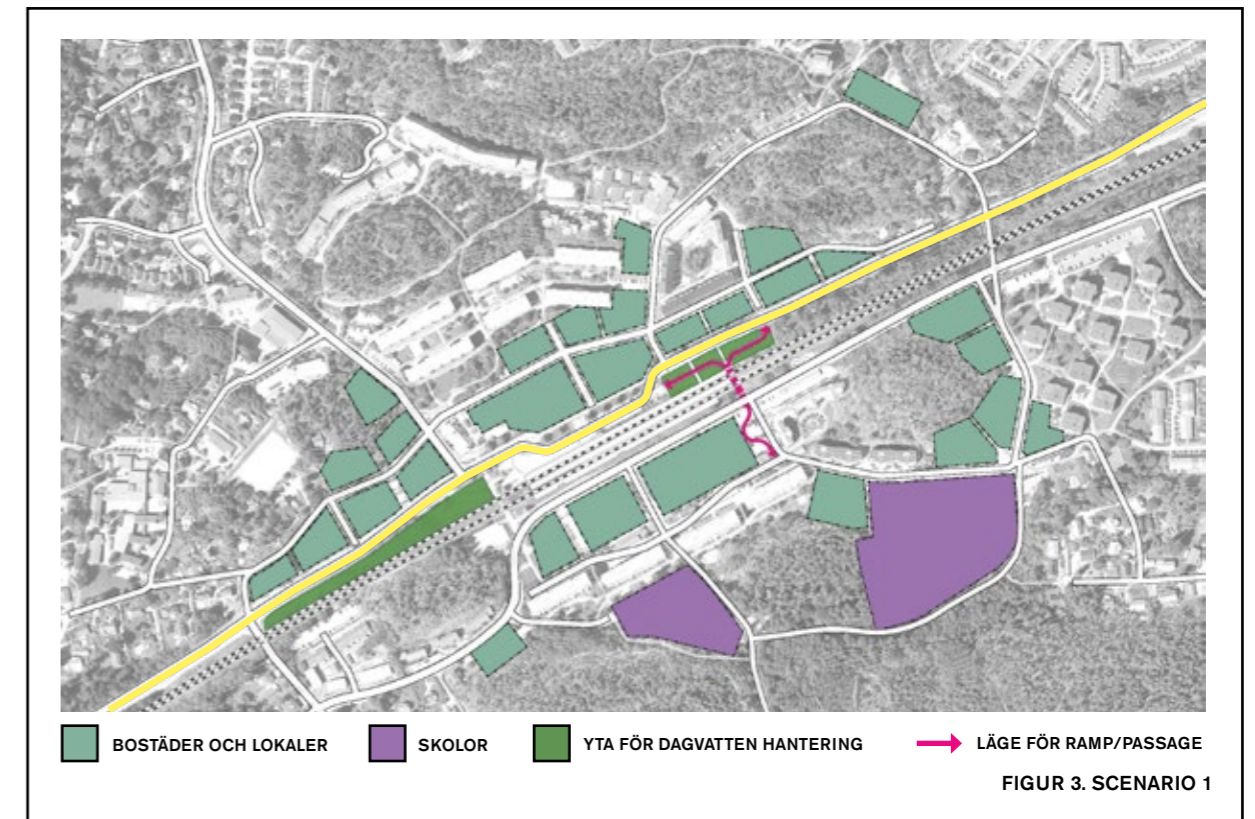 BOSTÄDER OCH LOKALER SKOLOR YTA FÖR DAGVATTEN HANTERING LÄGE FÖR RAMP/PASSAGE
FIGUR 3. SCENARIO 1